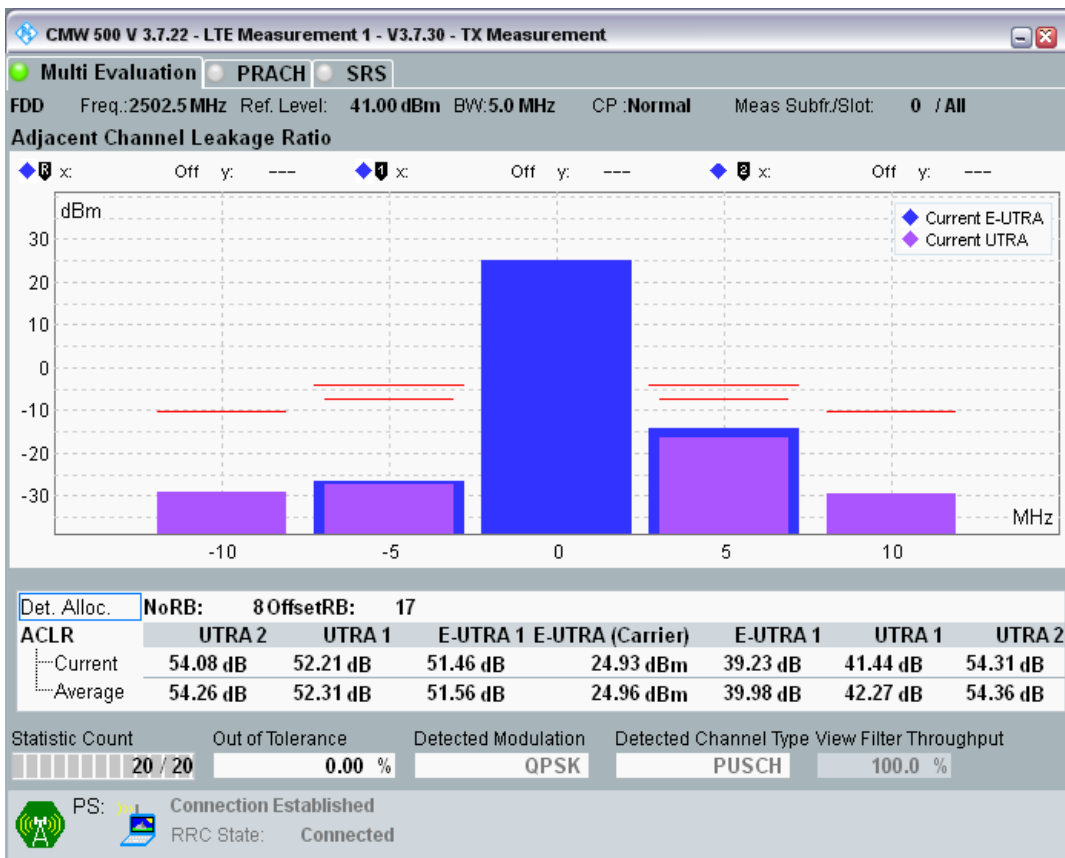 CMW 500 V 3.7.22 - LTE Measurement 1 - V3.7.30 - TX Measurement
Multi Evaluation PRACH SRS
FDD Freq.:2502.5 MHz Ref. Level: 41.00 dBm BW:5.0 MHz CP :Normal Meas Subfr./Slot: 0 / All
Adjacent Channel Leakage Ratio
R x: Off y: --- 1 x: Off y: --- 2 x: Off y: ---
dBm
Current E-UTRA
Current UTRA
30
20
10
0
-10
-20
-30
MHz
-10 -5 0 5 10
Det. Alloc. NoRB: 8 OffsetRB: 17
ACLR UTRA 2 UTRA 1 E-UTRA 1 E-UTRA (Carrier) E-UTRA 1 UTRA 1 UTRA 2
Current 54.08 dB 52.21 dB 51.46 dB 24.93 dBm 39.23 dB 41.44 dB 54.31 dB
Average 54.26 dB 52.31 dB 51.56 dB 24.96 dBm 39.98 dB 42.27 dB 54.36 dB
Statistic Count Out of Tolerance Detected Modulation Detected Channel Type View Filter Throughput
20 / 20 0.00 % QPSK PUSCH 100.0 %
PS: Connection Established
RRC State: Connected